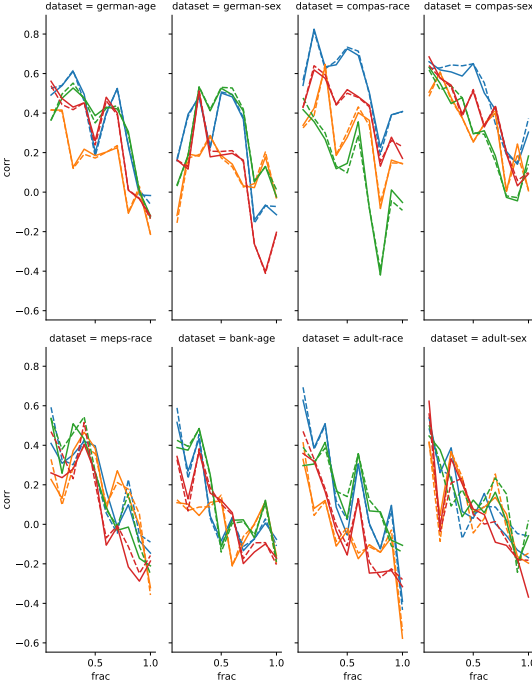 dataset = german-age dataset = german-sex dataset = compas-race dataset = compas-sex
0.8
0.6
0.4
0.2
0.0
−0.2
−0.4
−0.6
corr
dataset = meps-race dataset = bank-age dataset = adult-race dataset = adult-sex
0.8
0.6
0.4
0.2
0.0
−0.2
−0.4
−0.6
corr
0.5 1.0 0.5 1.0 0.5 1.0 0.5 1.0
frac frac frac frac